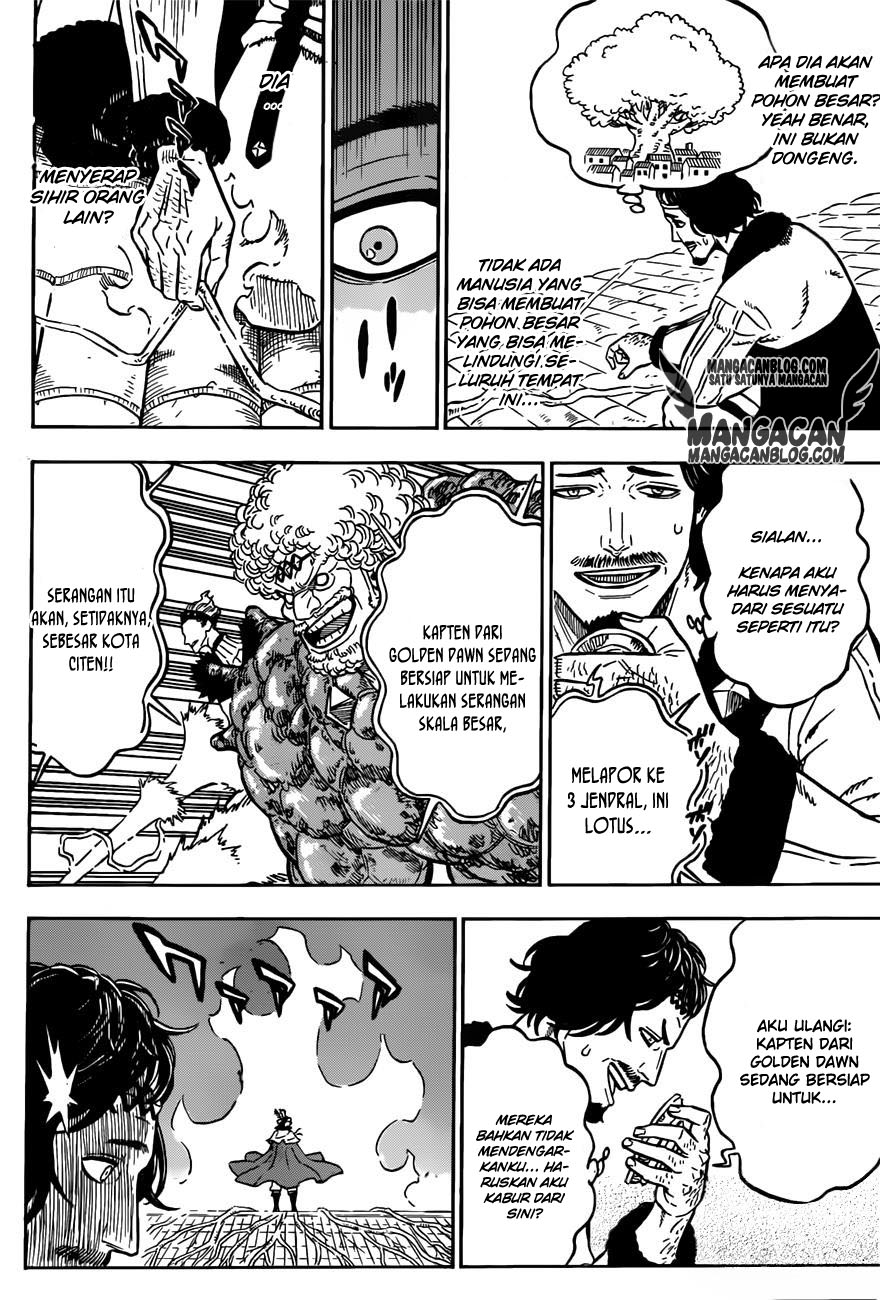 APA DIA AKAN
MEMBUAT
POHON BESAR?
YEAH BENAR,
INI BUKAN
DONGENG.
TIDAK ADA
MANUSIA YANG
BISA MEMBUAT
POHON BESAR
YANG BISA ME-
LINDUNGI SE-
LURUH TEMPAT
INI...
DIA
...
MENYERAP
SIHIR ORANG
LAIN?
MANGACANBLOG.COM
SATU SATUNYA MANGACAN
MANGACAN
MANGACANBLOG.COM
SIALAN...
KENAPA AKU
HARUS MENYA-
DARI SESUATU
SEPERTI ITU?
MELAPOR KE
3 JENDRAL, INI
LOTUS...
KAPTEN DARI
GOLDEN DAWN SEDANG
BERSIAP UNTUK ME-
LAKUKAN SERANGAN
SKALA BESAR,
SERANGAN ITU
AKAN, SETIDAKNYA,
SEBESAR KOTA
CITEN!!
AKU ULANGI:
KAPTEN DARI
GOLDEN DAWN
SEDANG BERSIAP
UNTUK...
MEREKA
BAHKAN TIDAK
MENDENGAR-
KANKU... HA-
RUSKAN AKU
KABUR DARI
SINI?